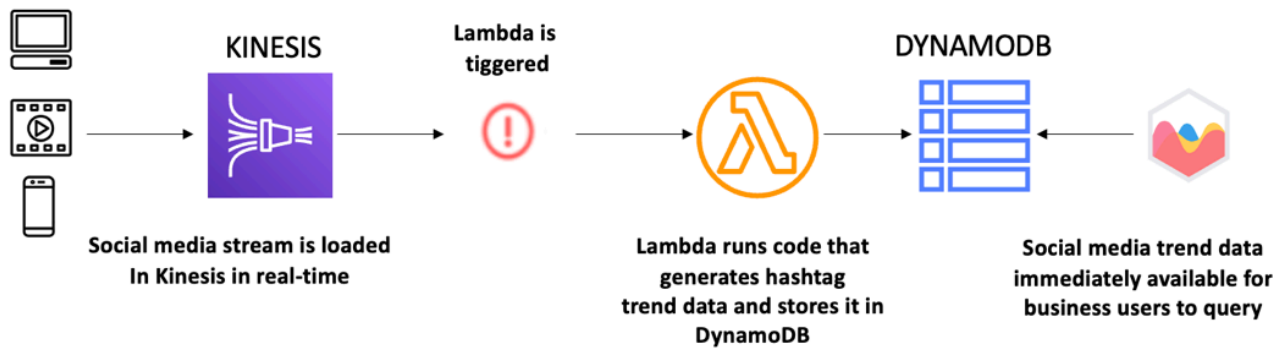 KINESIS
Lambda is
tiggered
DYNAMODB
Social media stream is loaded
In Kinesis in real-time
Lambda runs code that
generates hashtag
trend data and stores it in
DynamoDB
Social media trend data
immediately available for
business users to query